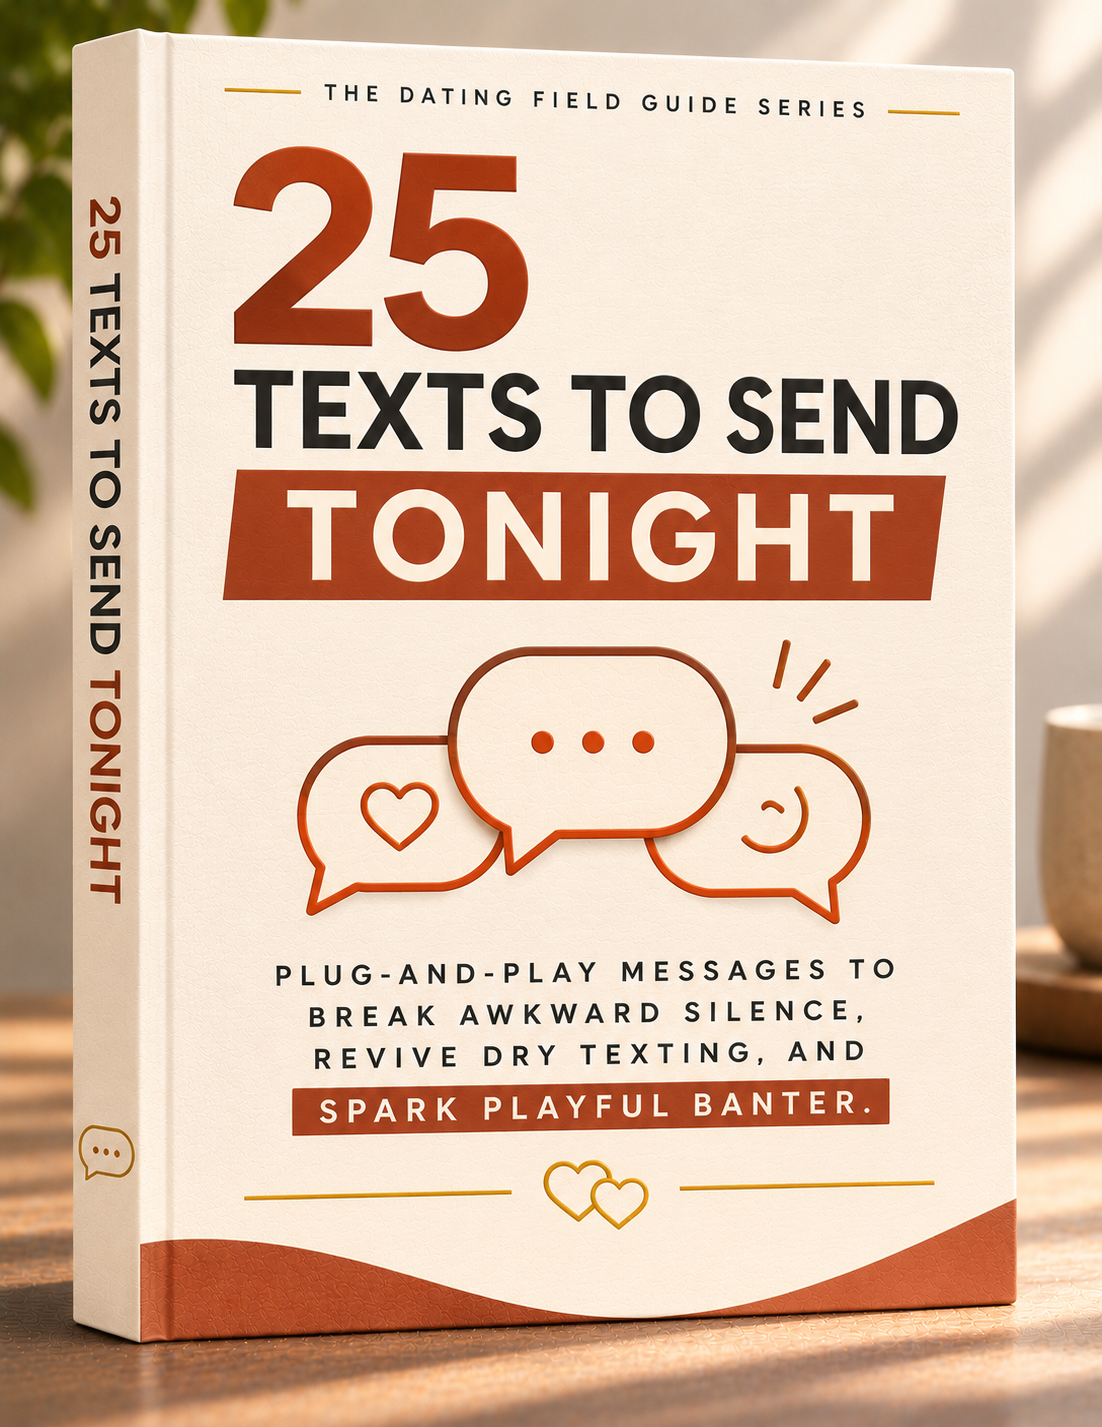 THE DATING FIELD GUIDE SERIES
25
TEXTS TO SEND
TONIGHT
PLUG-AND-PLAY MESSAGES TO
BREAK AWKWARD SILENCE,
REVIVE DRY TEXTING, AND
SPARK PLAYFUL BANTER.
25 TEXTS TO SEND TONIGHT